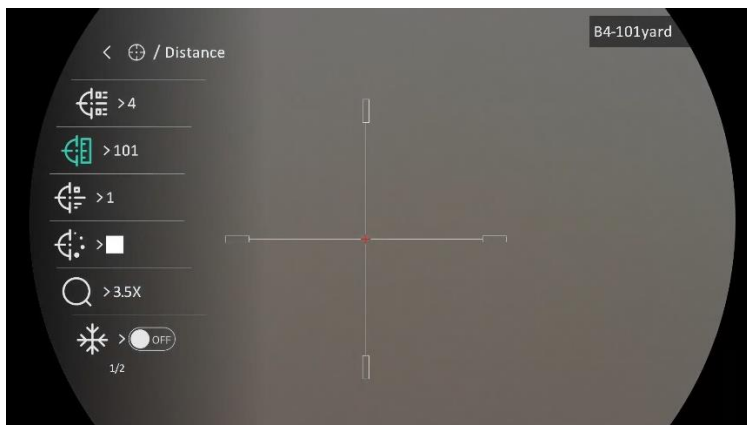 B4-101yard
< / Distance
>4
>101
>1
>
>3.5X
> OFF
1/2